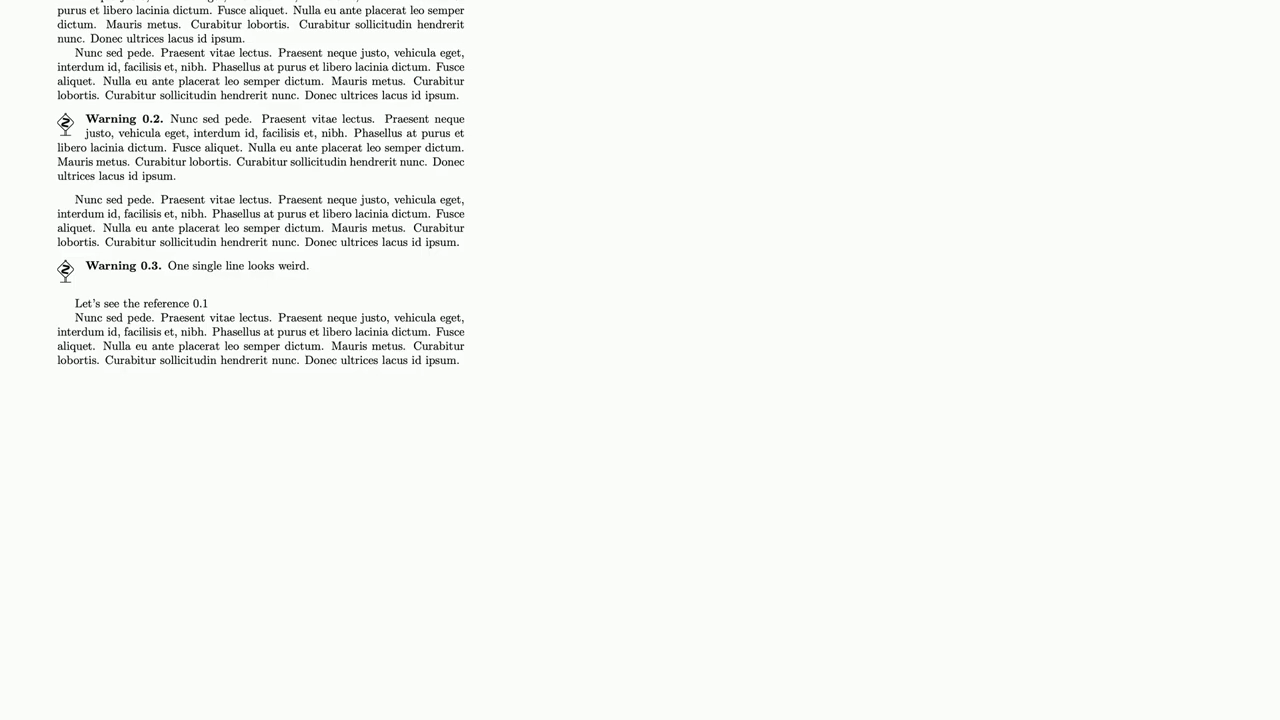 purus et libero lacinia dictum. Fusce aliquet. Nulla eu ante placerat leo semper
dictum. Mauris metus. Curabitur lobortis. Curabitur sollicitudin hendrerit
nunc. Donec ultrices lacus id ipsum.
Nunc sed pede. Praesent vitae lectus. Praesent neque justo, vehicula eget,
interdum id, facilisis et, nibh. Phasellus at purus et libero lacinia dictum. Fusce
aliquet. Nulla eu ante placerat leo semper dictum. Mauris metus. Curabitur
lobortis. Curabitur sollicitudin hendrerit nunc. Donec ultrices lacus id ipsum.
Warning 0.2. Nunc sed pede. Praesent vitae lectus. Praesent neque
justo, vehicula eget, interdum id, facilisis et, nibh. Phasellus at purus et
libero lacinia dictum. Fusce aliquet. Nulla eu ante placerat leo semper dictum.
Mauris metus. Curabitur lobortis. Curabitur sollicitudin hendrerit nunc. Donec
ultrices lacus id ipsum.
Nunc sed pede. Praesent vitae lectus. Praesent neque justo, vehicula eget,
interdum id, facilisis et, nibh. Phasellus at purus et libero lacinia dictum. Fusce
aliquet. Nulla eu ante placerat leo semper dictum. Mauris metus. Curabitur
lobortis. Curabitur sollicitudin hendrerit nunc. Donec ultrices lacus id ipsum.
Warning 0.3. One single line looks weird.
Let's see the reference 0.1
Nunc sed pede. Praesent vitae lectus. Praesent neque justo, vehicula eget,
interdum id, facilisis et, nibh. Phasellus at purus et libero lacinia dictum. Fusce
aliquet. Nulla eu ante placerat leo semper dictum. Mauris metus. Curabitur
lobortis. Curabitur sollicitudin hendrerit nunc. Donec ultrices lacus id ipsum.